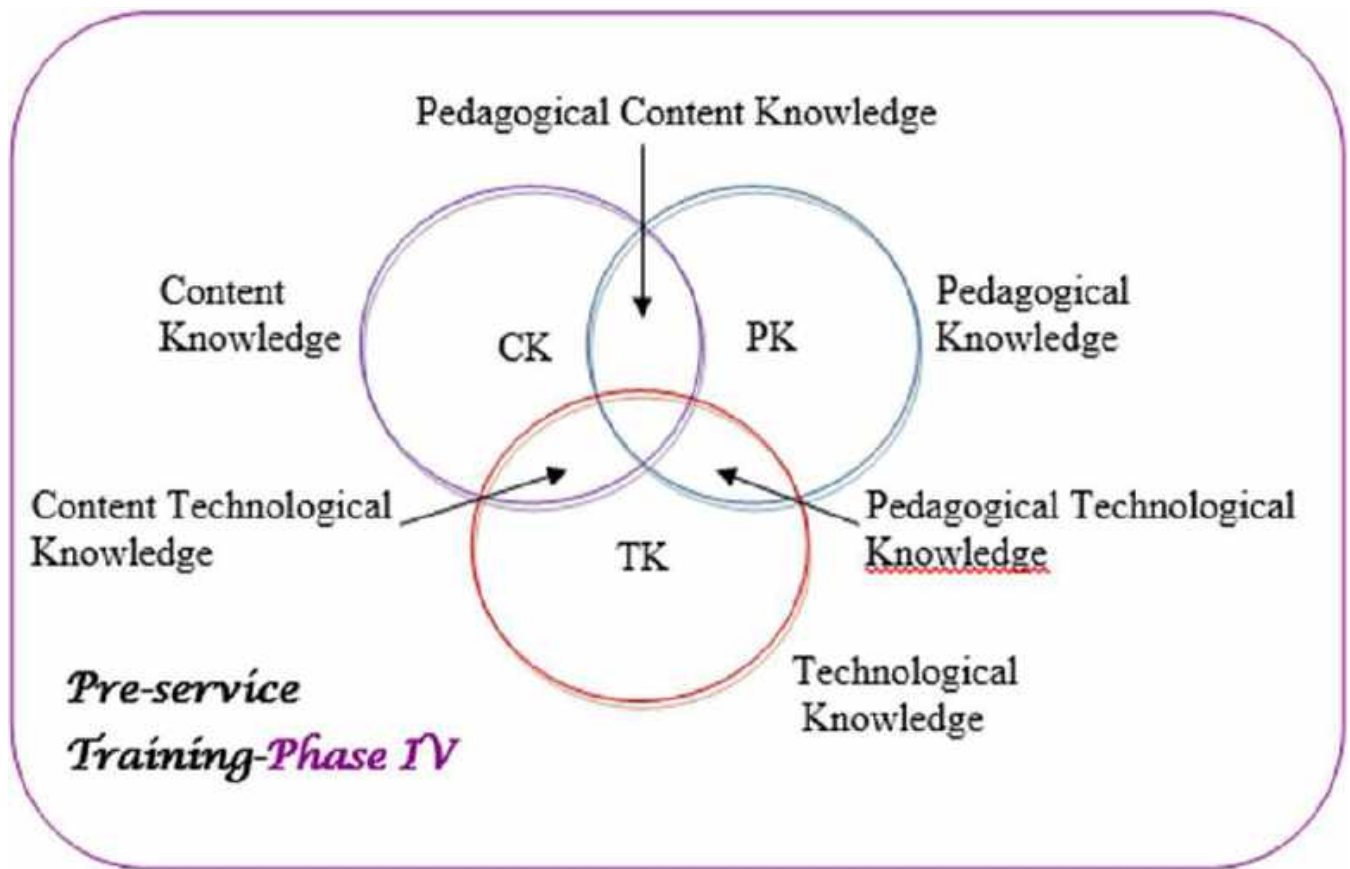 Pedagogical Content Knowledge
Content
Knowledge
CK
PK
Pedagogical
Knowledge
Content Technological
Knowledge
TK
Pedagogical Technological
Knowledge
Technological
Knowledge
Pre-service
Training-Phase IV